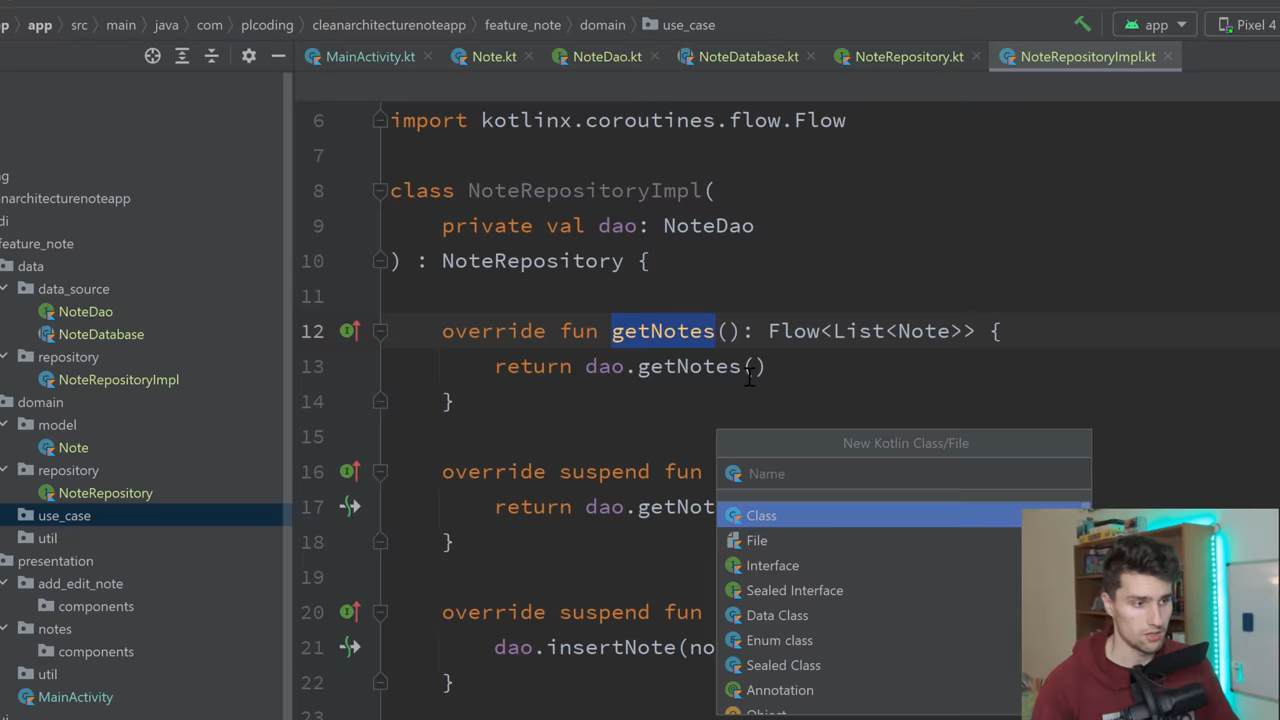 app src main java com plcoding cleanarchitecturenoteapp feature_note domain use_case app Pixel 4
MainActivity.kt Note.kt NoteDao.kt NoteDatabase.kt NoteRepository.kt NoteRepositoryImpl.kt
feature_note
data
data_source
NoteDao
NoteDatabase
repository
NoteRepositoryImpl
domain
model
Note
repository
NoteRepository
use_case
util
presentation
add_edit_note
components
notes
components
util
MainActivity
6 import kotlinx.coroutines.flow.Flow
7
8 class NoteRepositoryImpl(
9 private val dao: NoteDao
10 ) : NoteRepository {
11
12 override fun getNotes(): Flow<List<Note>> {
13 return dao.getNotes()
14 }
15
16 override suspend fun
17 return dao.getNot
18 }
19
20 override suspend fun
21 dao.insertNote(no
22 }
23
New Kotlin Class/File
Name
Class
File
Interface
Sealed Interface
Data Class
Enum class
Sealed Class
Annotation
Object